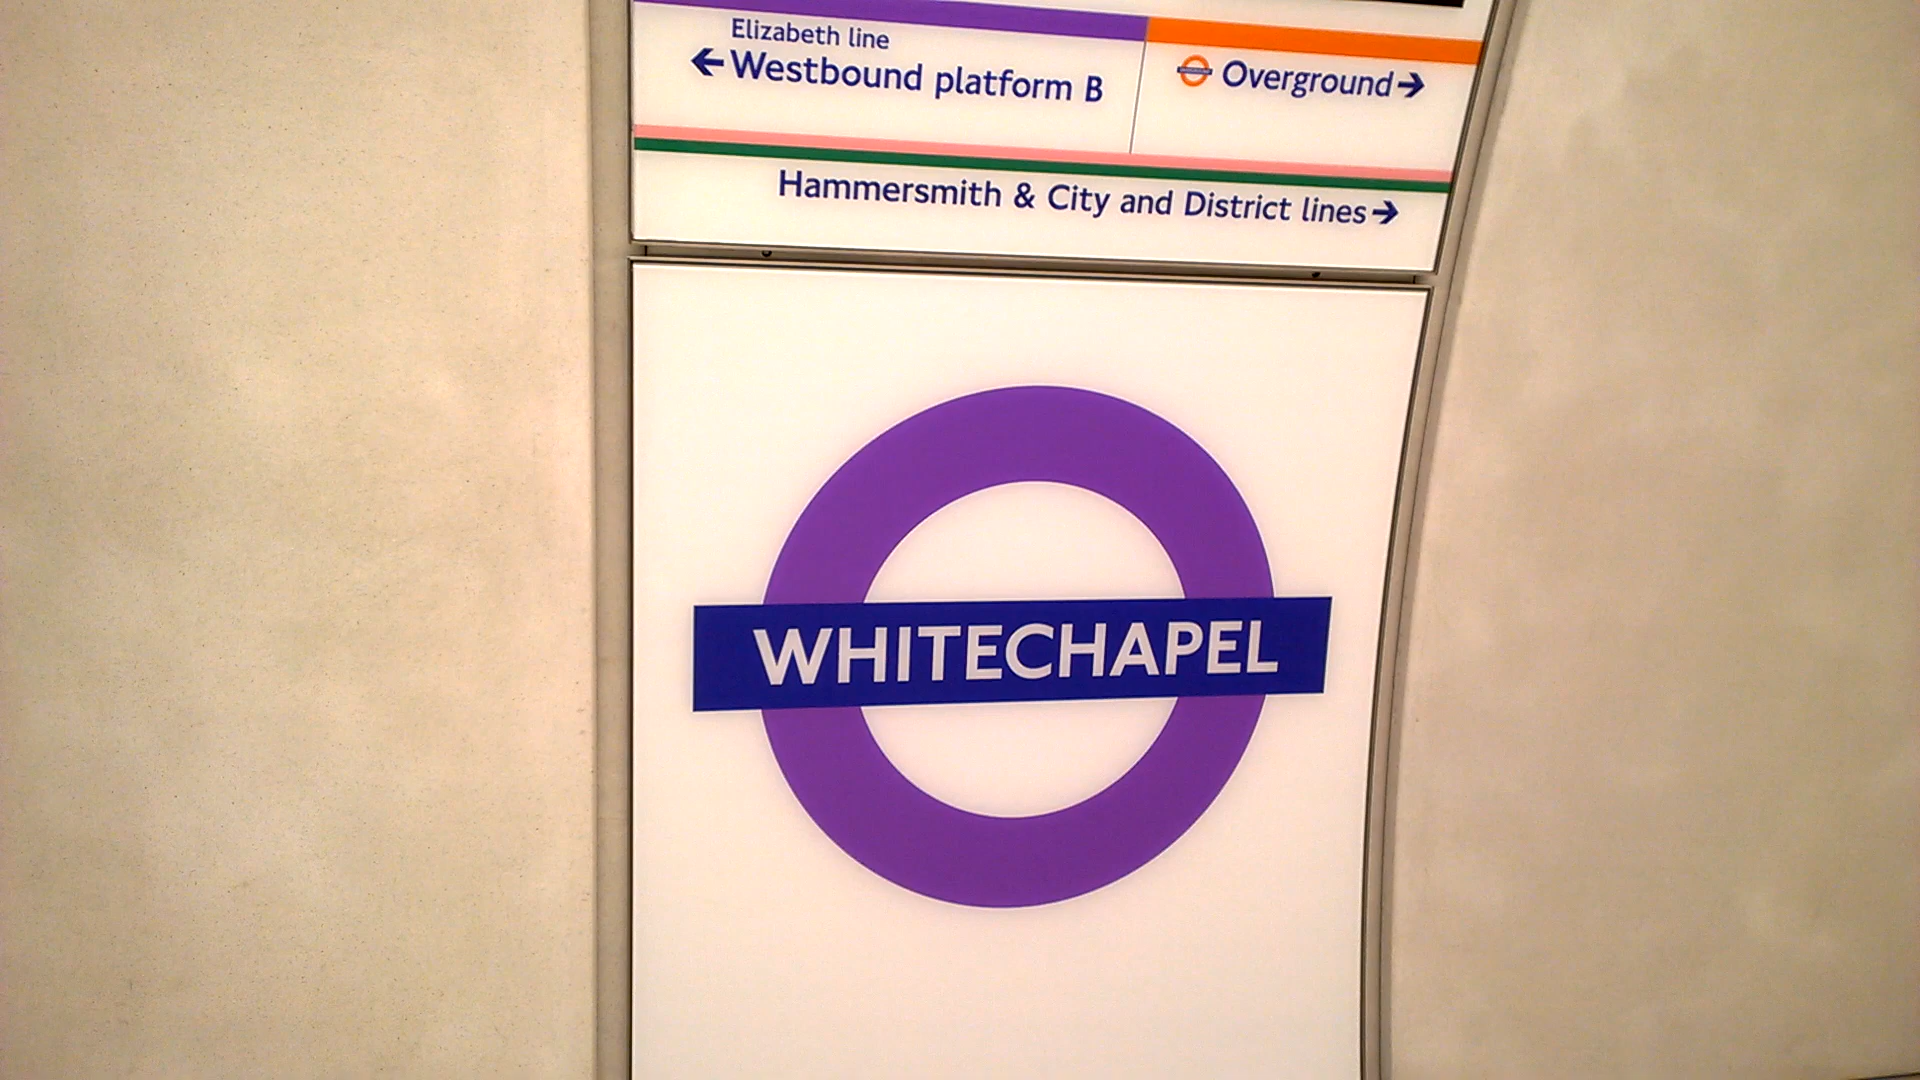 Elizabeth line
← Westbound platform B
Overground →
Hammersmith & City and District lines →
WHITECHAPEL